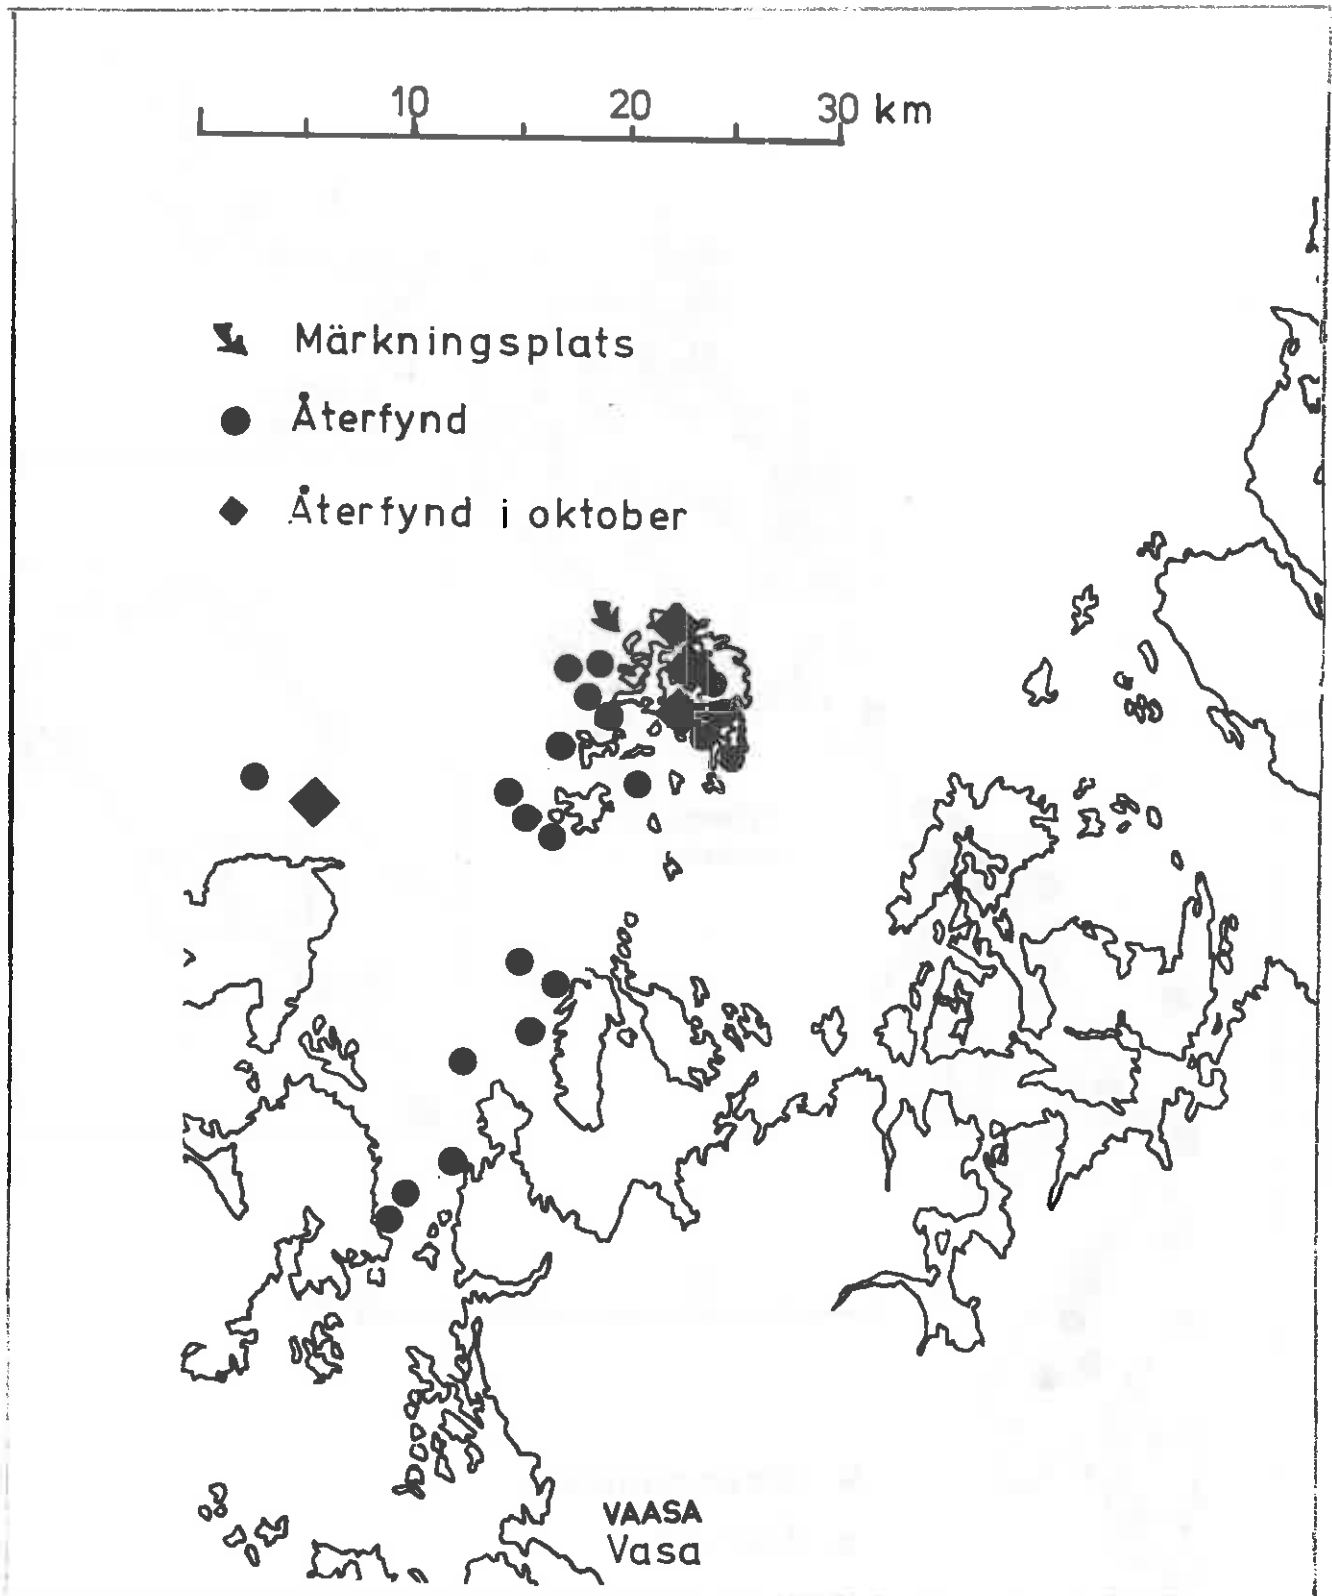 10 20 30 km
Märkningsplats
Återfynd
Återfynd i oktober
VAASA
Vasa